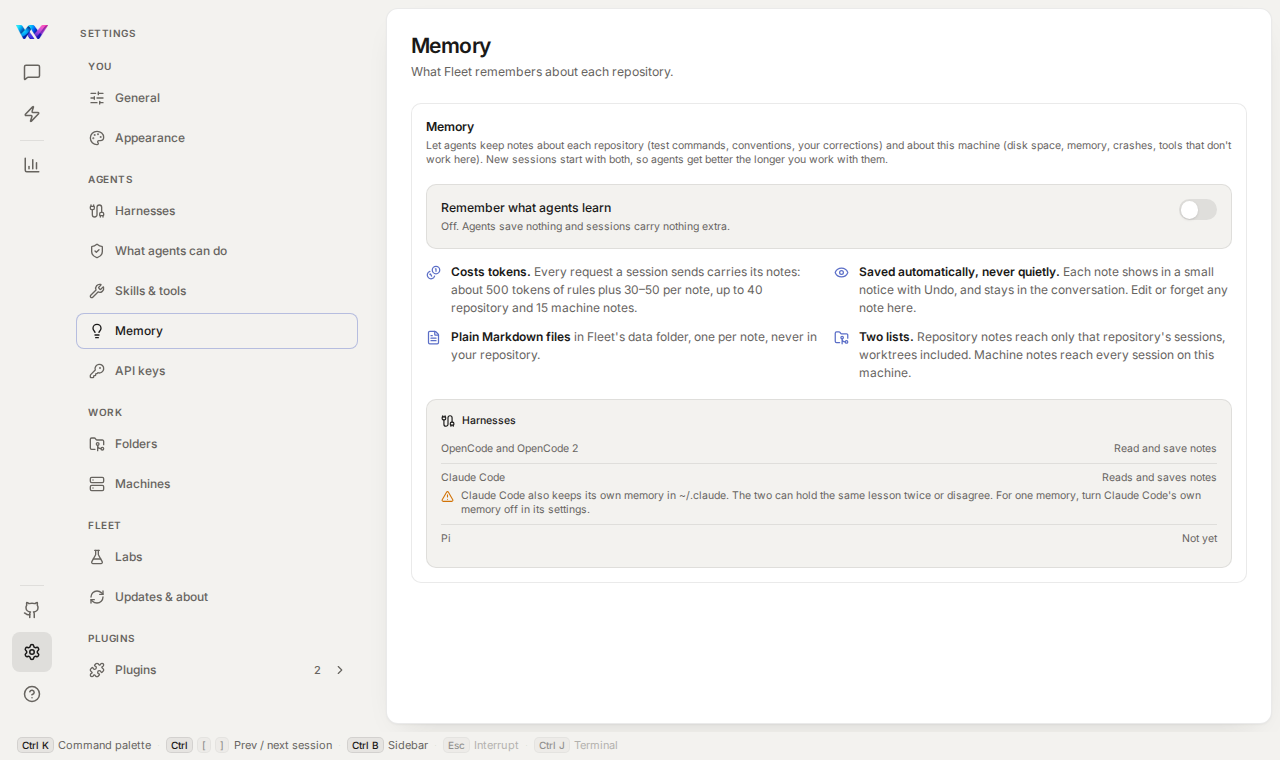 SETTINGS
YOU
General
Appearance
AGENTS
Harnesses
What agents can do
Skills & tools
Memory
API keys
WORK
Folders
Machines
FLEET
Labs
Updates & about
PLUGINS
Plugins 2
Memory
What Fleet remembers about each repository.
Memory
Let agents keep notes about each repository (test commands, conventions, your corrections) and about this machine (disk space, memory, crashes, tools that don't
work here). New sessions start with both, so agents get better the longer you work with them.
Remember what agents learn
Off. Agents save nothing and sessions carry nothing extra.
Costs tokens. Every request a session sends carries its notes:
about 500 tokens of rules plus 30–50 per note, up to 40
repository and 15 machine notes.
Saved automatically, never quietly. Each note shows in a small
notice with Undo, and stays in the conversation. Edit or forget any
note here.
Plain Markdown files in Fleet's data folder, one per note, never in
your repository.
Two lists. Repository notes reach only that repository's sessions,
worktrees included. Machine notes reach every session on this
machine.
Harnesses
OpenCode and OpenCode 2 Read and save notes
Claude Code Reads and saves notes
Claude Code also keeps its own memory in ~/.claude. The two can hold the same lesson twice or disagree. For one memory, turn Claude Code's own
memory off in its settings.
Pi Not yet
Ctrl K Command palette Ctrl [ ] Prev / next session Ctrl B Sidebar Esc Interrupt Ctrl J Terminal